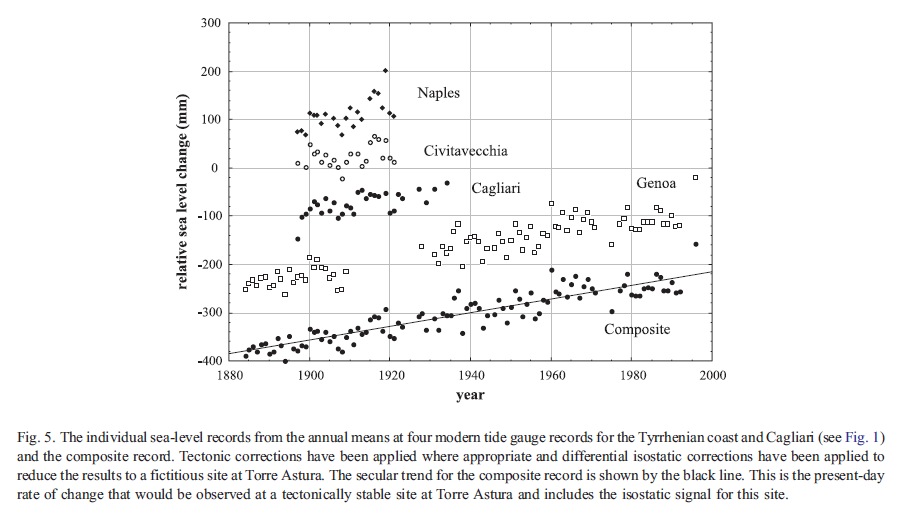 300
200
Naples
100
Civitavecchia
0
Cagliari
Genoa
-100
-200
-300
Composite
-400
relative sea level change (mm)
1880
1900
1920
1940
1960
1980
2000
year
Fig. 5. The individual sea-level records from the annual means at four modern tide gauge records for the Tyrrhenian coast and Cagliari (see Fig. 1)
and the composite record. Tectonic corrections have been applied where appropriate and differential isostatic corrections have been applied to
reduce the results to a fictitious site at Torre Astura. The secular trend for the composite record is shown by the black line. This is the present-day
rate of change that would be observed at a tectonically stable site at Torre Astura and includes the isostatic signal for this site.